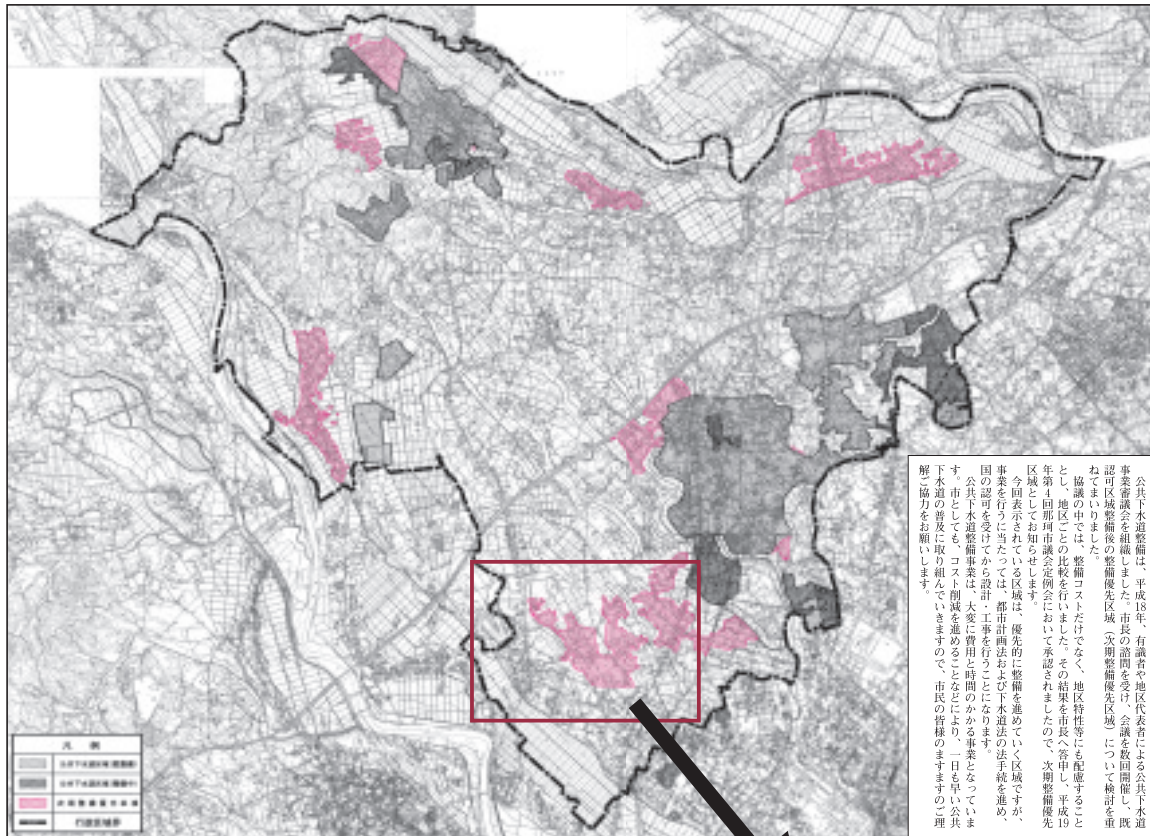 公共下水道整備は、平成18年、有識者や地区代表者による公共下水道
事業審議会を組織しました。市長の諮問を受け、会議を数回開催し、既
認可区域整備後の整備優先区域（次期整備優先区域）について検討を重
ねてまいりました。
協議の中では、整備コストだけでなく、地区特性等にも配慮すること
とし、地区ごとの比較を行いました。その結果を市長へ答申し、平成19
年第4回那珂市議会定例会において承認されましたので、次期整備優先
区域としてお知らせします。
今回表示されている区域は、優先的に整備を進めていく区域ですが、
事業を行うに当たっては、都市計画法および下水道法の法手続を進め、
国の認可を受けてから設計・工事を行うことになります。
公共下水道整備事業は、大変に費用と時間のかかる事業となっていま
す。市としても、コスト削減を進めることなどにより、一日も早い公共
下水道の普及に取り組んでいきますので、市民の皆様のますますのご理
解ご協力をお願いします。
凡例
行政区域界